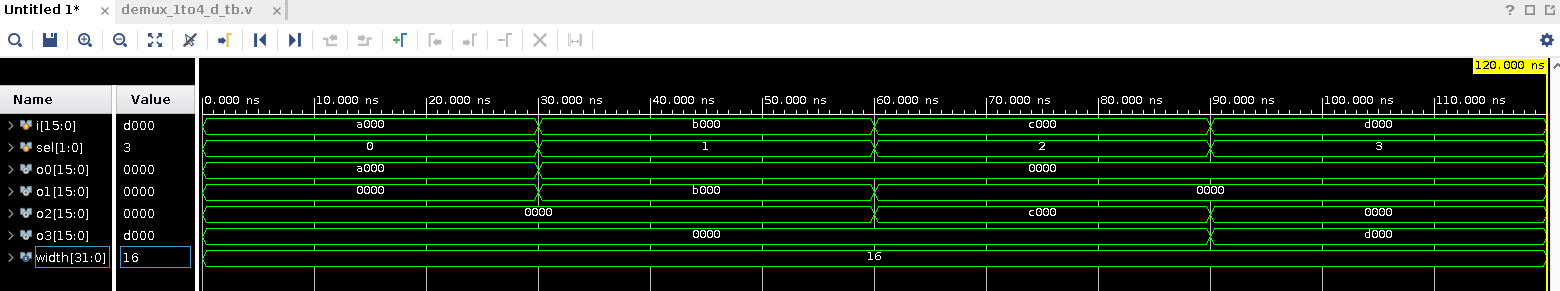 Untitled 1* × demux_1to4_d_tb.v × ?
120.000 ns
Name Value 0.000 ns 10.000 ns 20.000 ns 30.000 ns 40.000 ns 50.000 ns 60.000 ns 70.000 ns 80.000 ns 90.000 ns 100.000 ns 110.000 ns
i[15:0] d000 a000 b000 c000 d000
sel[1:0] 3 0 1 2 3
o0[15:0] 0000 a000 0000
o1[15:0] 0000 0000 b000 0000
o2[15:0] 0000 0000 c000 0000
o3[15:0] d000 0000 d000
width[31:0] 16 16